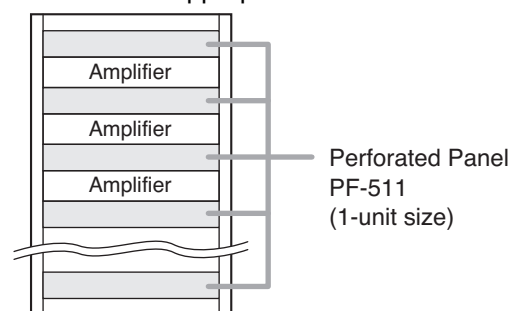 Amplifier
Amplifier
Amplifier
Perforated Panel
PF-511
(1-unit size)